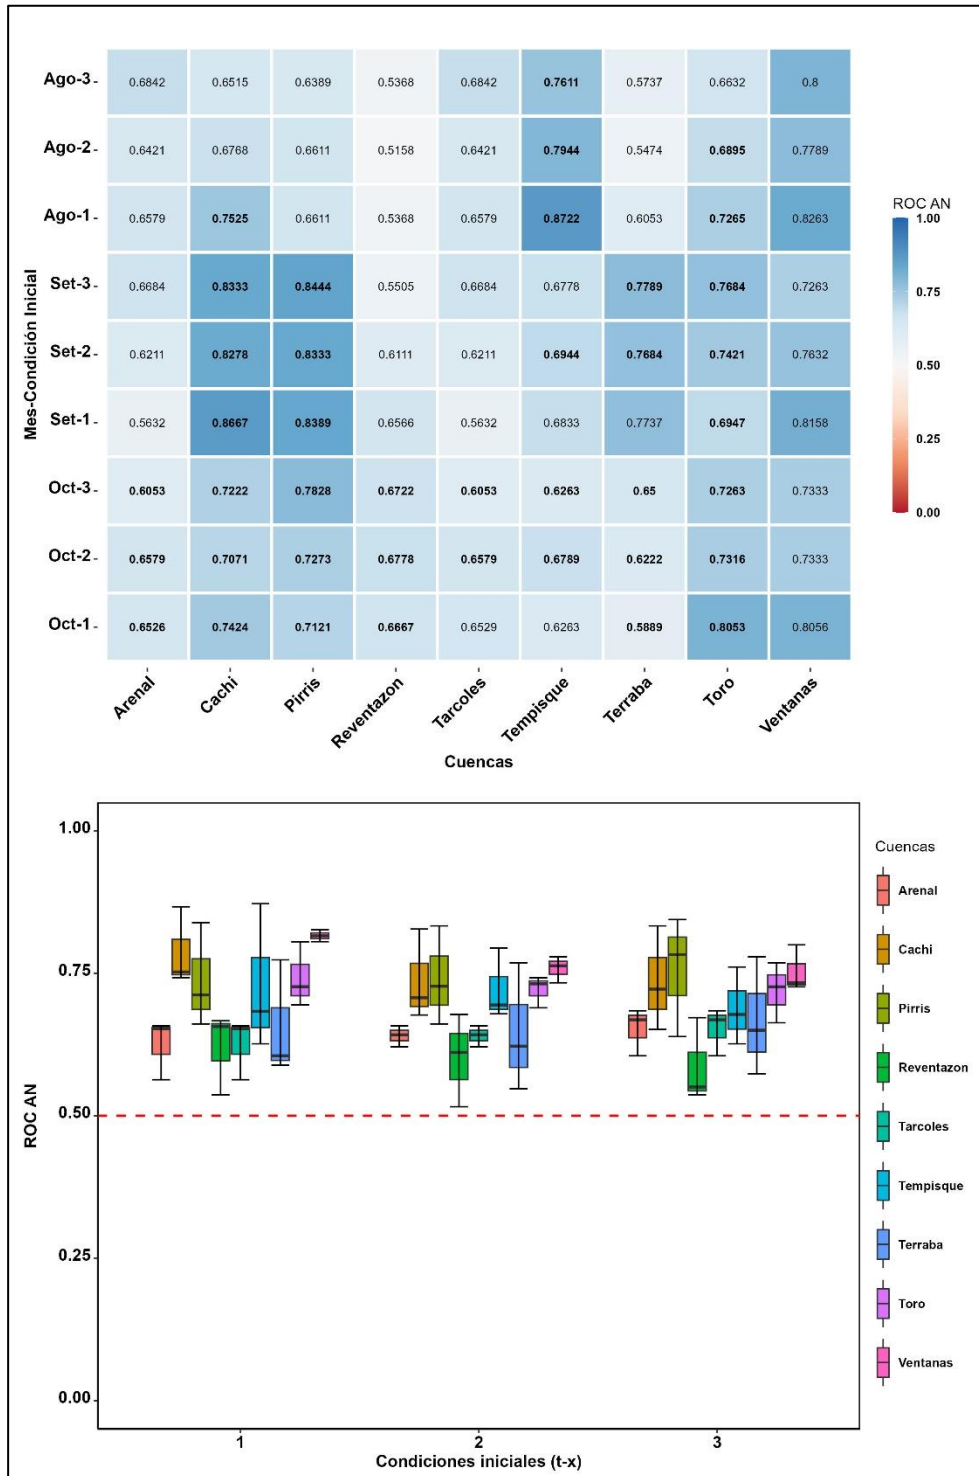 Mes-Condición Inicial
Ago-3 0.6842 0.6515 0.6389 0.5368 0.6842 0.7611 0.5737 0.6632 0.8
Ago-2 0.6421 0.6768 0.6611 0.5158 0.6421 0.7944 0.5474 0.6895 0.7789
Ago-1 0.6579 0.7525 0.6611 0.5368 0.6579 0.8722 0.6053 0.7265 0.8263
Set-3 0.6684 0.8333 0.8444 0.5505 0.6684 0.6778 0.7789 0.7684 0.7263
Set-2 0.6211 0.8278 0.8333 0.6111 0.6211 0.6944 0.7684 0.7421 0.7632
Set-1 0.5632 0.8667 0.8389 0.6566 0.5632 0.6833 0.7737 0.6947 0.8158
Oct-3 0.6053 0.7222 0.7828 0.6722 0.6053 0.6263 0.65 0.7263 0.7333
Oct-2 0.6579 0.7071 0.7273 0.6778 0.6579 0.6789 0.6222 0.7316 0.7333
Oct-1 0.6526 0.7424 0.7121 0.6667 0.6529 0.6263 0.5889 0.8053 0.8056
Arenal Cachi Pirris Reventazon Tarcoles Tempisque Terraba Toro Ventanas
Cuencas
ROC AN
1.00
0.75
0.50
0.25
0.00
ROC AN
1.00
0.75
0.50
0.25
0.00
1 2 3
Condiciones iniciales (t-x)
Cuencas
Arenal
Cachi
Pirris
Reventazon
Tarcoles
Tempisque
Terraba
Toro
Ventanas